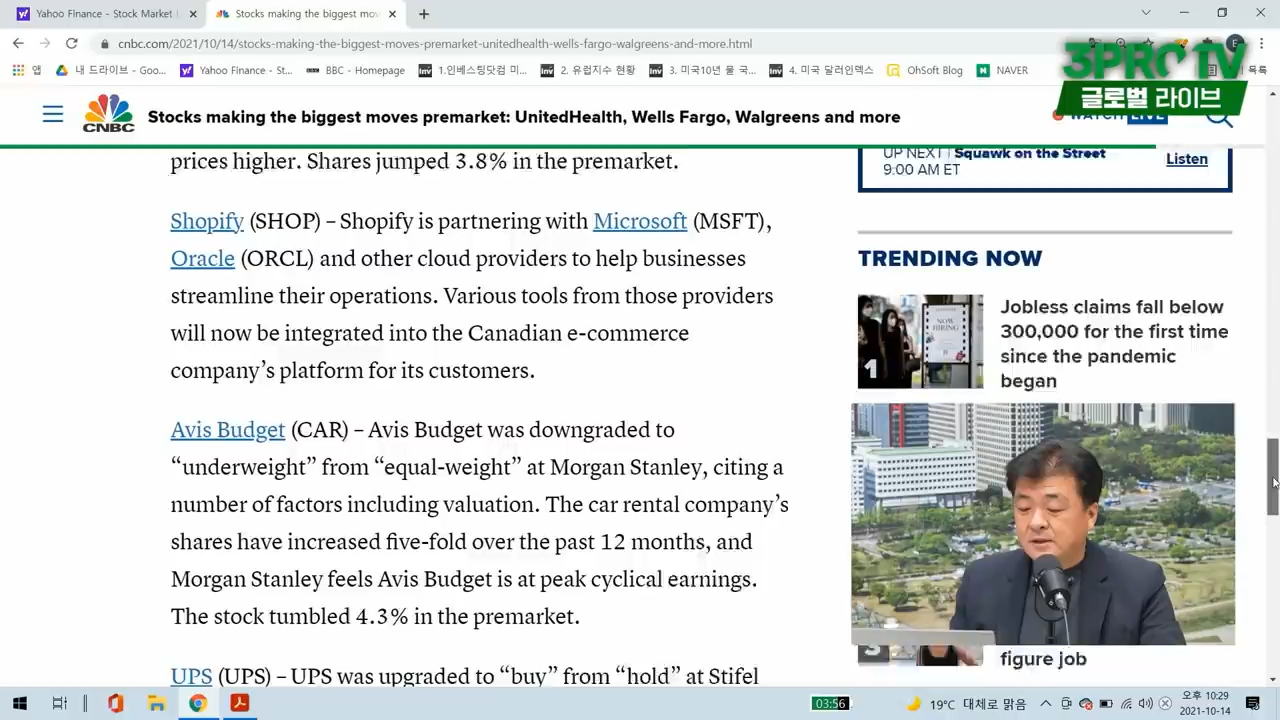 Yahoo Finance - Stock Market
Stocks making the biggest mov
cnbc.com/2021/10/14/stocks-making-the-biggest-moves-premarket-unitedhealth-wells-fargo-walgreens-and-more.html
앱
내 드라이브 - Goo...
Yahoo Finance - St...
BBC - Homepage
1.인베스팅닷컴 미...
2. 유럽지수 현황
3. 미국10년 물 국...
4. 미국 달러인덱스
OhSoft Blog
NAVER
목록
3PRO TV
글로벌 라이브
CNBC
Stocks making the biggest moves premarket: UnitedHealth, Wells Fargo, Walgreens and more
WATCH LIVE
prices higher. Shares jumped 3.8% in the premarket.
Shopify (SHOP) – Shopify is partnering with Microsoft (MSFT),
Oracle (ORCL) and other cloud providers to help businesses
streamline their operations. Various tools from those providers
will now be integrated into the Canadian e-commerce
company’s platform for its customers.
Avis Budget (CAR) – Avis Budget was downgraded to
“underweight” from “equal-weight” at Morgan Stanley, citing a
number of factors including valuation. The car rental company’s
shares have increased five-fold over the past 12 months, and
Morgan Stanley feels Avis Budget is at peak cyclical earnings.
The stock tumbled 4.3% in the premarket.
UPS (UPS) – UPS was upgraded to “buy” from “hold” at Stifel
UP NEXT | Squawk on the Street
9:00 AM ET
Listen
TRENDING NOW
NOW
HIRING
1
Jobless claims fall below
300,000 for the first time
since the pandemic
began
figure job
03:56
19°C 대체로 맑음
오후 10:29
2021-10-14